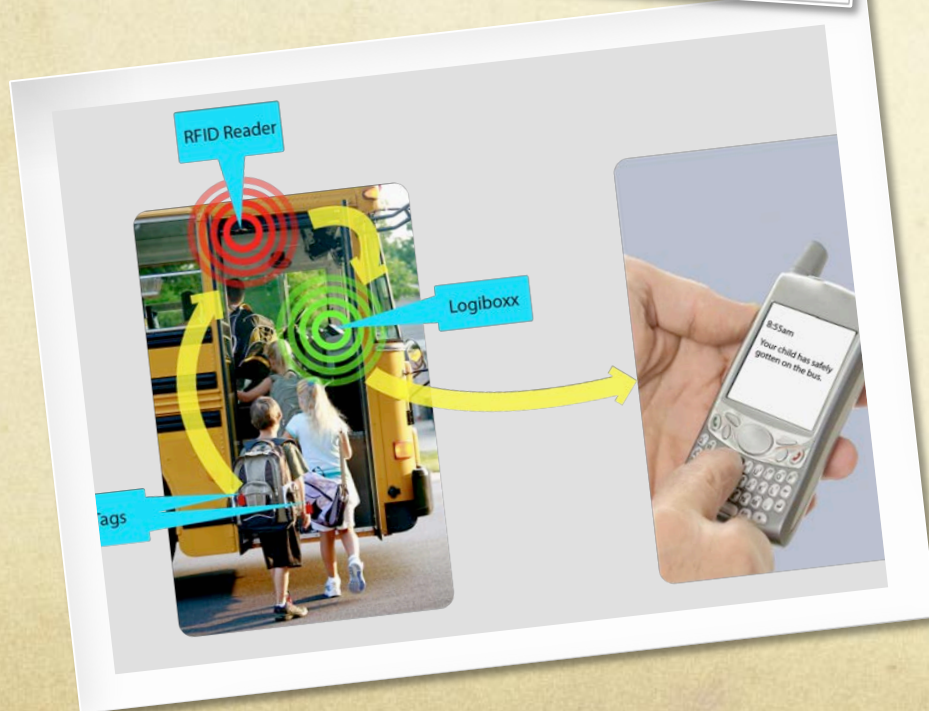 RFID Reader
Logiboxx
8:55am
Your child has safely
gotten on the bus.
Tags